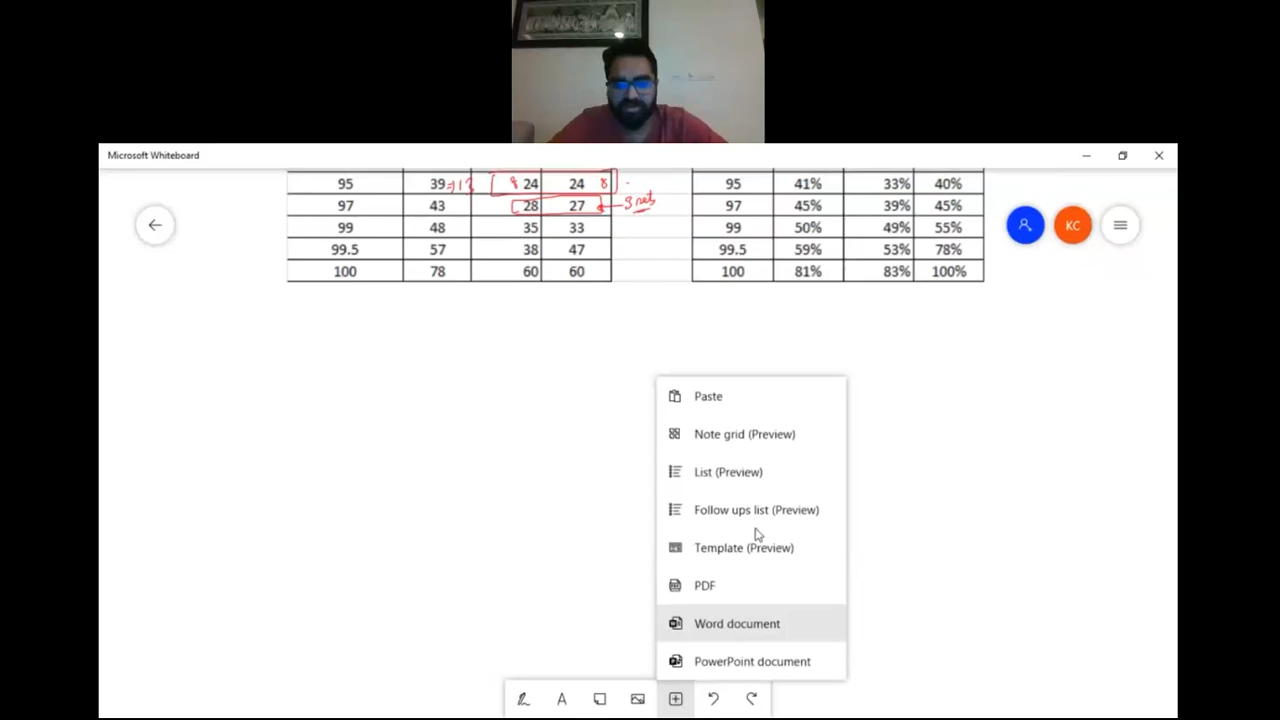 Microsoft Whiteboard
95 39 ⇒13 8 24 24 8
97 43 28 27
99 48 35 33
99.5 57 38 47
100 78 60 60
95 41% 33% 40%
97 45% 39% 45%
99 50% 49% 55%
99.5 59% 53% 78%
100 81% 83% 100%
KC
Paste
Note grid (Preview)
List (Preview)
Follow ups list (Preview)
Template (Preview)
PDF
Word document
PowerPoint document
A